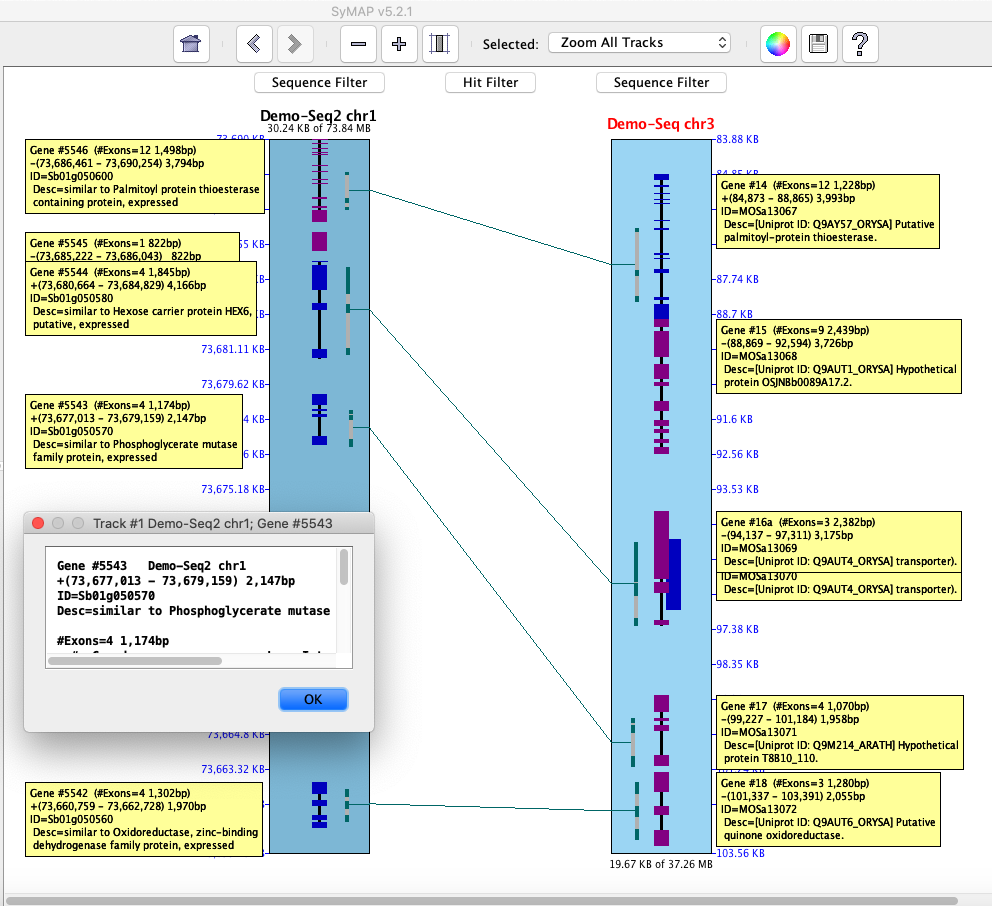 SyMAP v5.2.1
Selected: Zoom All Tracks
Sequence Filter
Hit Filter
Sequence Filter
Demo-Seq2 chr1
30.24 KB of 73.84 MB
Demo-Seq chr3
73,690 KB
83.88 KB
Gene #5546 (#Exons=12 1,498bp)
-(73,686,461 - 73,690,254) 3,794bp
ID=Sb01g050600
Desc=similar to Palmitoyl protein thioesterase
containing protein, expressed
84.85 KB
Gene #14 (#Exons=12 1,228bp)
+(84,873 - 88,865) 3,993bp
ID=MOSa13067
Desc=[Uniprot ID: Q9AY57_ORYSA] Putative
palmitoyl-protein thioesterase.
Gene #5545 (#Exons=1 822bp)
-(73,685,222 - 73,686,043) 822bp
55 KB
Gene #5544 (#Exons=4 1,845bp)
+(73,680,664 - 73,684,829) 4,166bp
ID=Sb01g050580
Desc=similar to Hexose carrier protein HEX6,
putative, expressed
KB
KB
87.74 KB
88.7 KB
Gene #15 (#Exons=9 2,439bp)
-(88,869 - 92,594) 3,726bp
ID=MOSa13068
Desc=[Uniprot ID: Q9AUT1_ORYSA] Hypothetical
protein OSJNBb0089A17.2.
73,681.11 KB
73,679.62 KB
Gene #5543 (#Exons=4 1,174bp)
+(73,677,013 - 73,679,159) 2,147bp
ID=Sb01g050570
Desc=similar to Phosphoglycerate mutase
family protein, expressed
4 KB
6 KB
91.6 KB
92.56 KB
73,675.18 KB
93.53 KB
Gene #16a (#Exons=3 2,382bp)
-(94,137 - 97,311) 3,175bp
ID=MOSa13069
Desc=[Uniprot ID: Q9AUT4_ORYSA] transporter).
ID=MOSa13070
Desc=[Uniprot ID: Q9AUT4_ORYSA] transporter).
97.38 KB
98.35 KB
Track #1 Demo-Seq2 chr1; Gene #5543
Gene #5543 Demo-Seq2 chr1
+(73,677,013 - 73,679,159) 2,147bp
ID=Sb01g050570
Desc=similar to Phosphoglycerate mutase
#Exons=4 1,174bp
OK
Gene #17 (#Exons=4 1,070bp)
-(99,227 - 101,184) 1,958bp
ID=MOSa13071
Desc=[Uniprot ID: Q9M214_ARATH] Hypothetical
protein T8B10_110.
73,664.8 KB
73,663.32 KB
Gene #5542 (#Exons=4 1,302bp)
+(73,660,759 - 73,662,728) 1,970bp
ID=Sb01g050560
Desc=similar to Oxidoreductase, zinc-binding
dehydrogenase family protein, expressed
Gene #18 (#Exons=3 1,280bp)
-(101,337 - 103,391) 2,055bp
ID=MOSa13072
Desc=[Uniprot ID: Q9AUT6_ORYSA] Putative
quinone oxidoreductase.
103.56 KB
19.67 KB of 37.26 MB